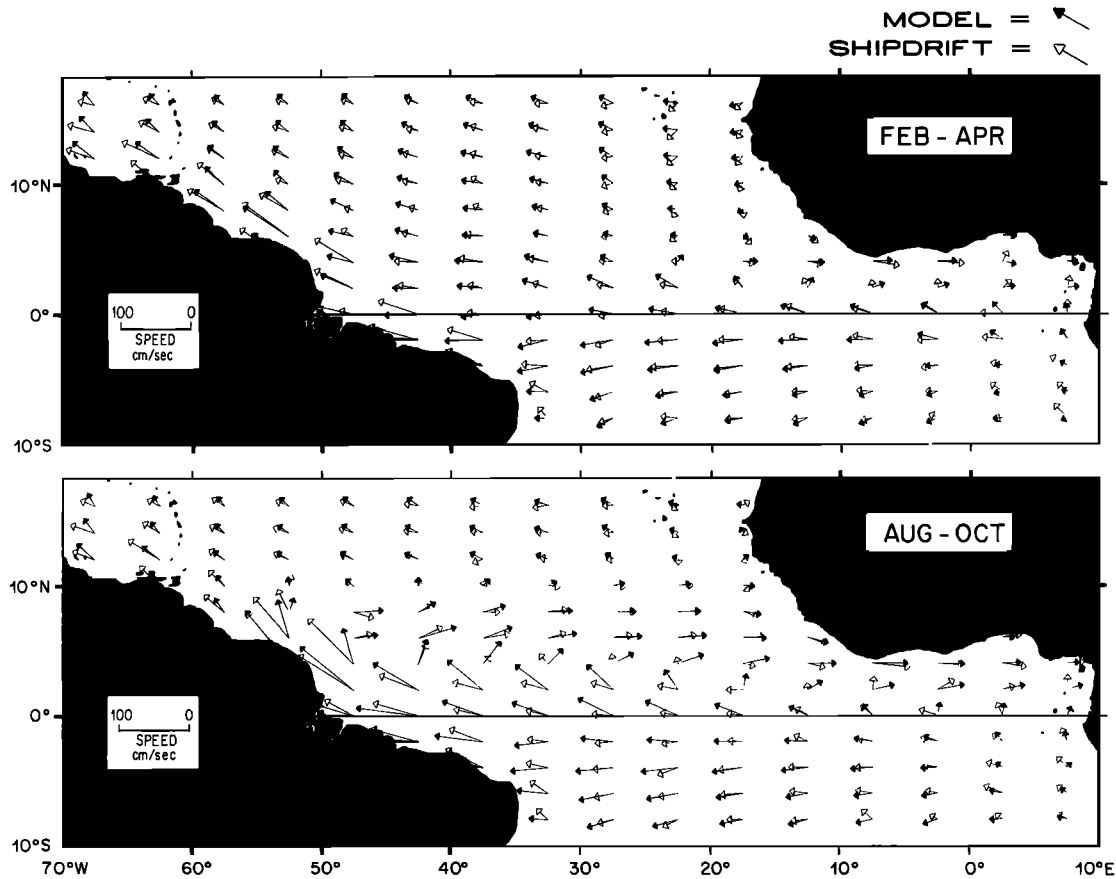 MODEL =
SHIPDRIFT =
FEB - APR
10°N
0°
10°S
100 0
SPEED
cm/sec
AUG - OCT
10°N
0°
10°S
100 0
SPEED
cm/sec
70°W 60° 50° 40° 30° 20° 10° 0° 10°E